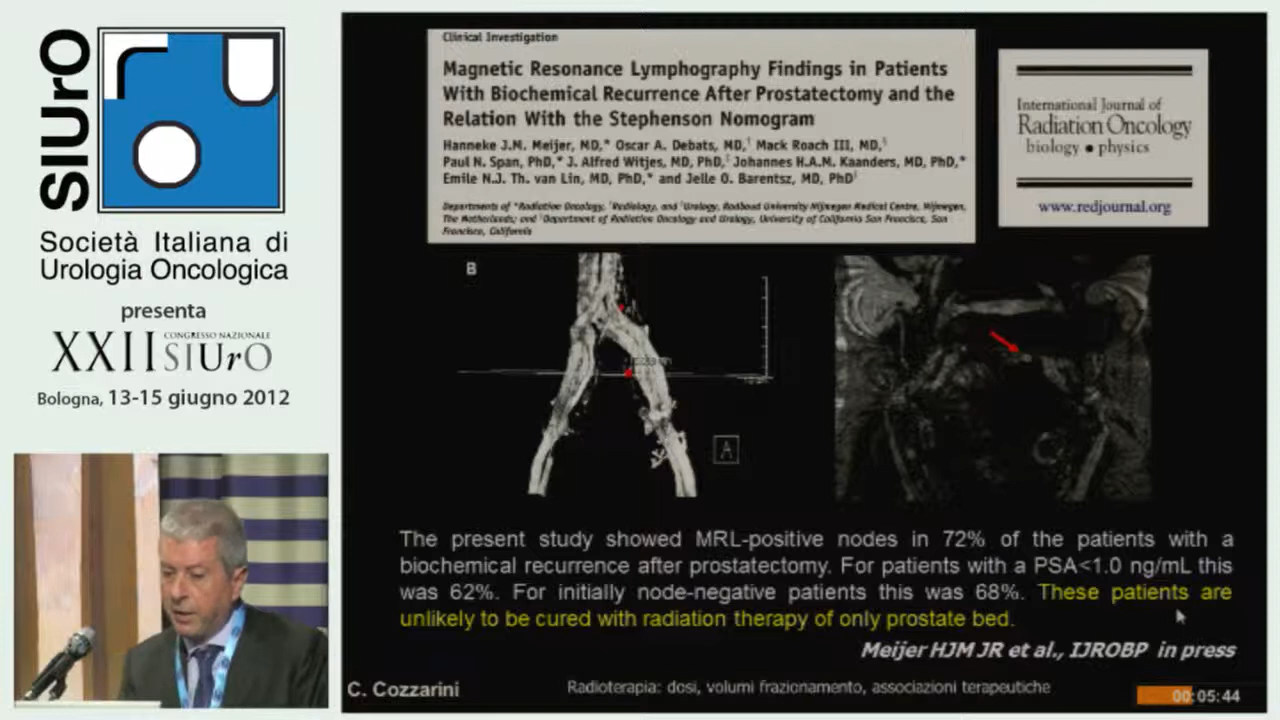 SIUrO
Società Italiana di
Urologia Oncologica
presenta
XXII CONGRESSO NAZIONALE SIUrO
Bologna, 13-15 giugno 2012
Clinical Investigation
Magnetic Resonance Lymphography Findings in Patients
With Biochemical Recurrence After Prostatectomy and the
Relation With the Stephenson Nomogram
Hanneke J.M. Meijer, MD,* Oscar A. Debats, MD,† Mack Roach III, MD,§
Paul N. Span, PhD,* J. Alfred Witjes, MD, PhD,‡ Johannes H.A.M. Kaanders, MD, PhD,*
Emile N.J. Th. van Lin, MD, PhD,* and Jelle O. Barentsz, MD, PhD
Departments of *Radiation Oncology, Radiology, and Urology, Radboud University Nijmegen Medical Centre, Nijmegen,
The Netherlands; and Department of Radiation Oncology and Urology, University of California San Francisco, San
Francisco, California
International Journal of
Radiation Oncology
biology • physics
www.redjournal.org
B
A
The present study showed MRL-positive nodes in 72% of the patients with a
biochemical recurrence after prostatectomy. For patients with a PSA<1.0 ng/mL this
was 62%. For initially node-negative patients this was 68%. These patients are
unlikely to be cured with radiation therapy of only prostate bed.
Meijer HJM JR et al., IJROBP in press
C. Cozzarini
Radioterapia: dosi, volumi frazionamento, associazioni terapeutiche
00:05:44